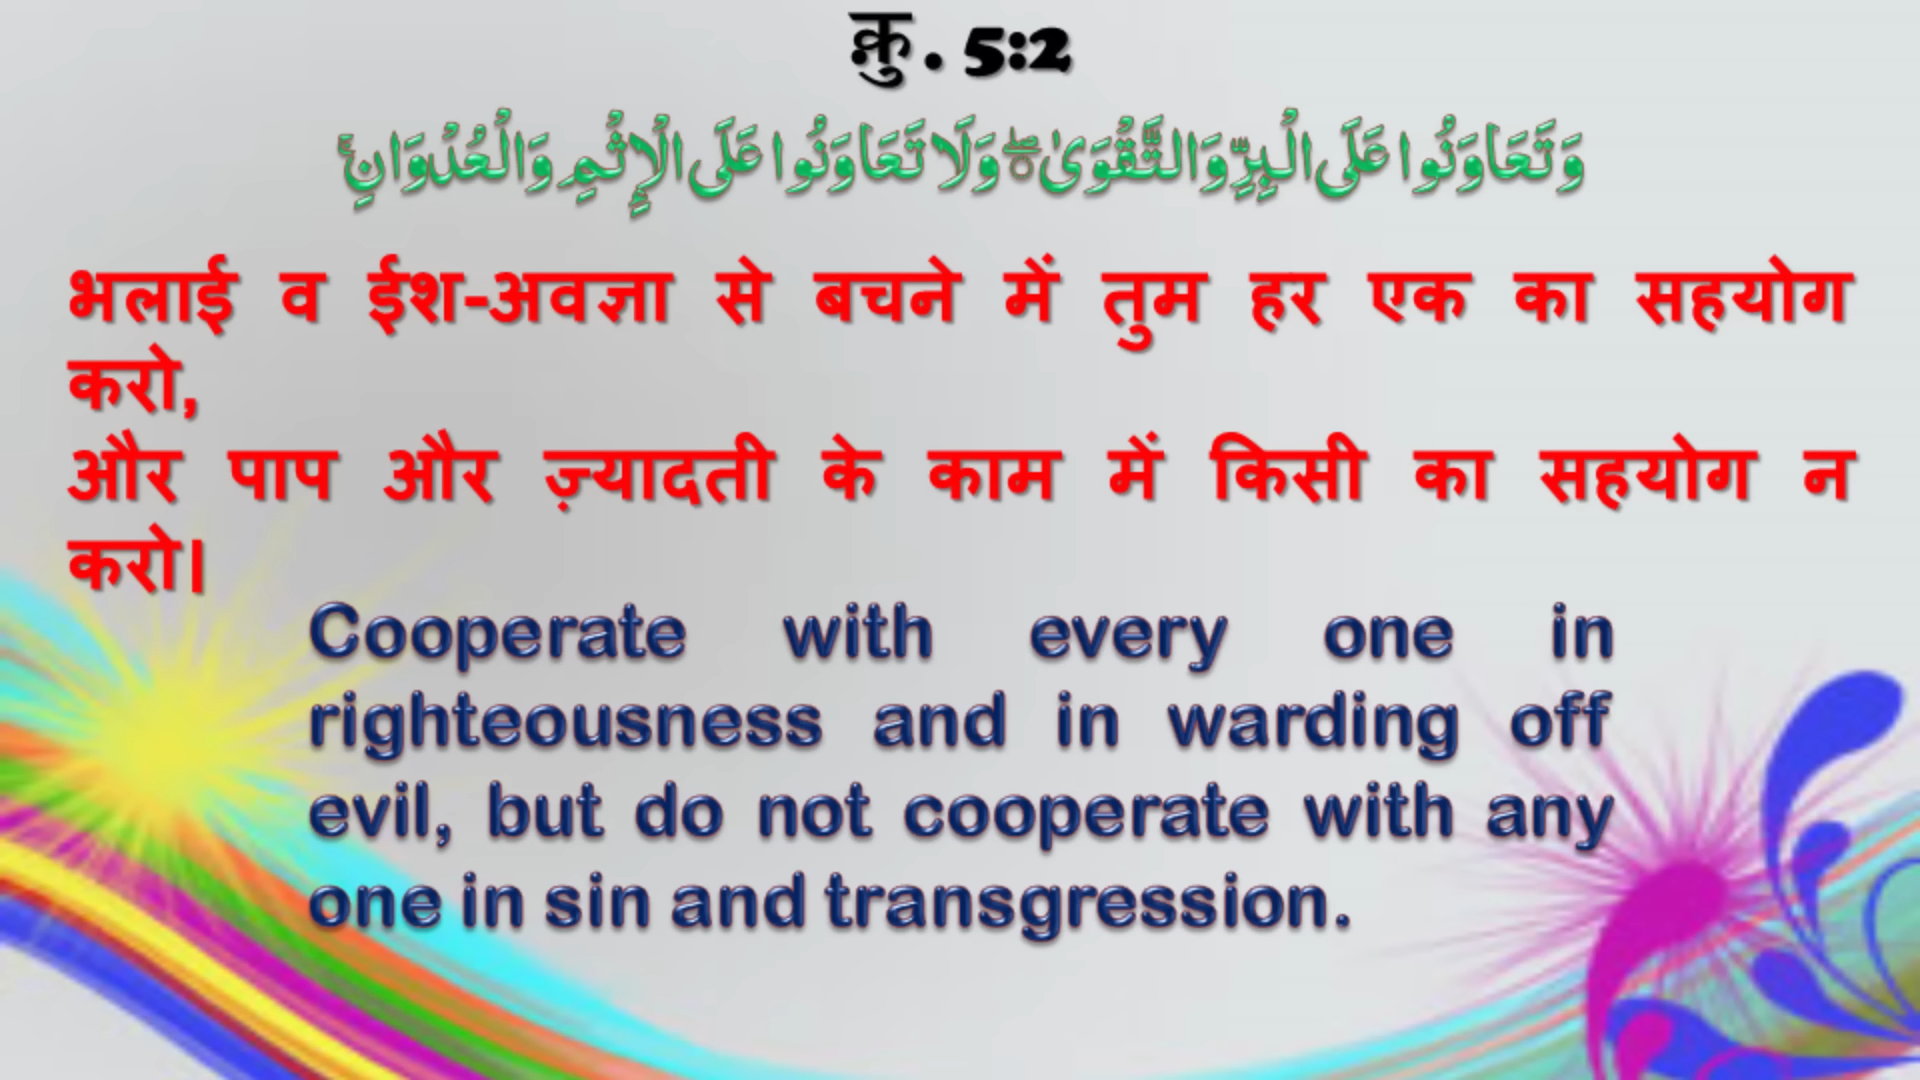 क़ु. 5:2
وَتَعَاوَنُوا عَلَى الْبِرِّ وَالتَّقْوَىٰ ۖ وَلَا تَعَاوَنُوا عَلَى الْإِثْمِ وَالْعُدْوَانِ ۚ
भलाई व ईश-अवज्ञा से बचने में तुम हर एक का सहयोग
करो,
और पाप और ज़्यादती के काम में किसी का सहयोग न
करो।
Cooperate with every one in
righteousness and in warding off
evil, but do not cooperate with any
one in sin and transgression.